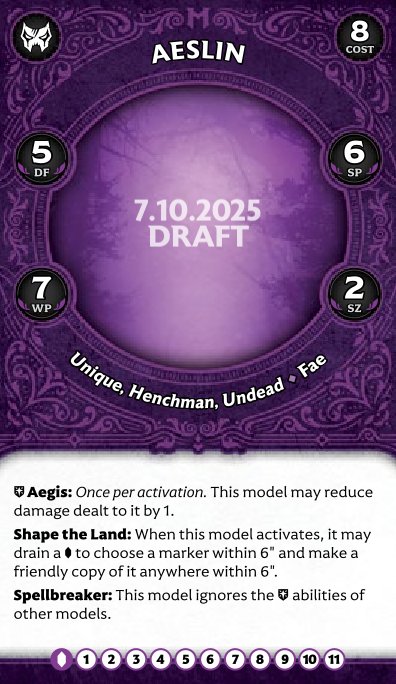 AESLIN
8
COST
5
DF
6
SP
7.10.2025
DRAFT
7
WP
2
SZ
Unique, Henchman, Undead ♦ Fae
Aegis: Once per activation. This model may reduce
damage dealt to it by 1.
Shape the Land: When this model activates, it may
drain a to choose a marker within 6" and make a
friendly copy of it anywhere within 6".
Spellbreaker: This model ignores the abilities of
other models.
1 2 3 4 5 6 7 8 9 10 11